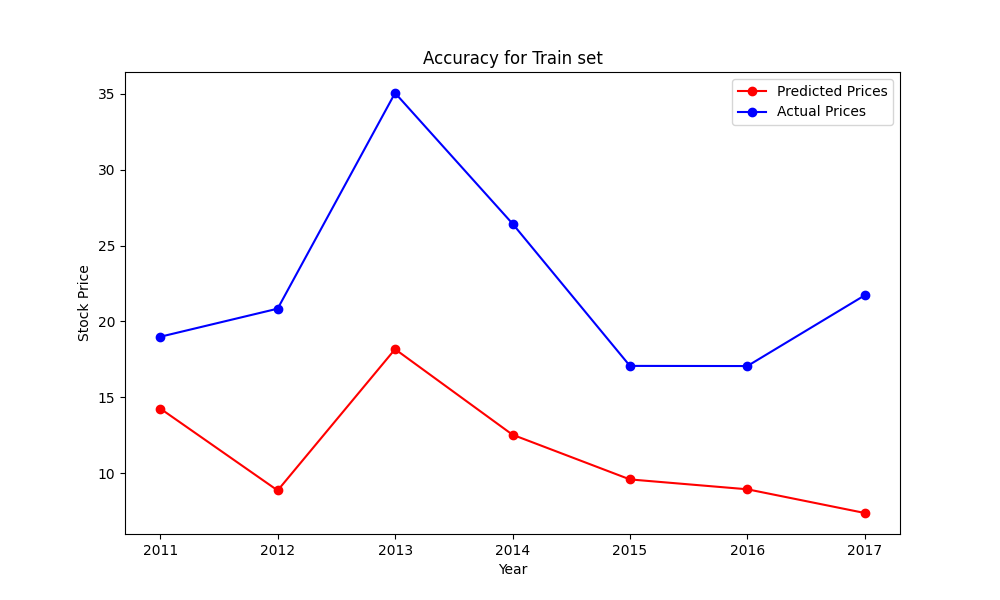 Accuracy for Train set
Predicted Prices
Actual Prices
35
30
25
20
15
10
Stock Price
2011 2012 2013 2014 2015 2016 2017
Year